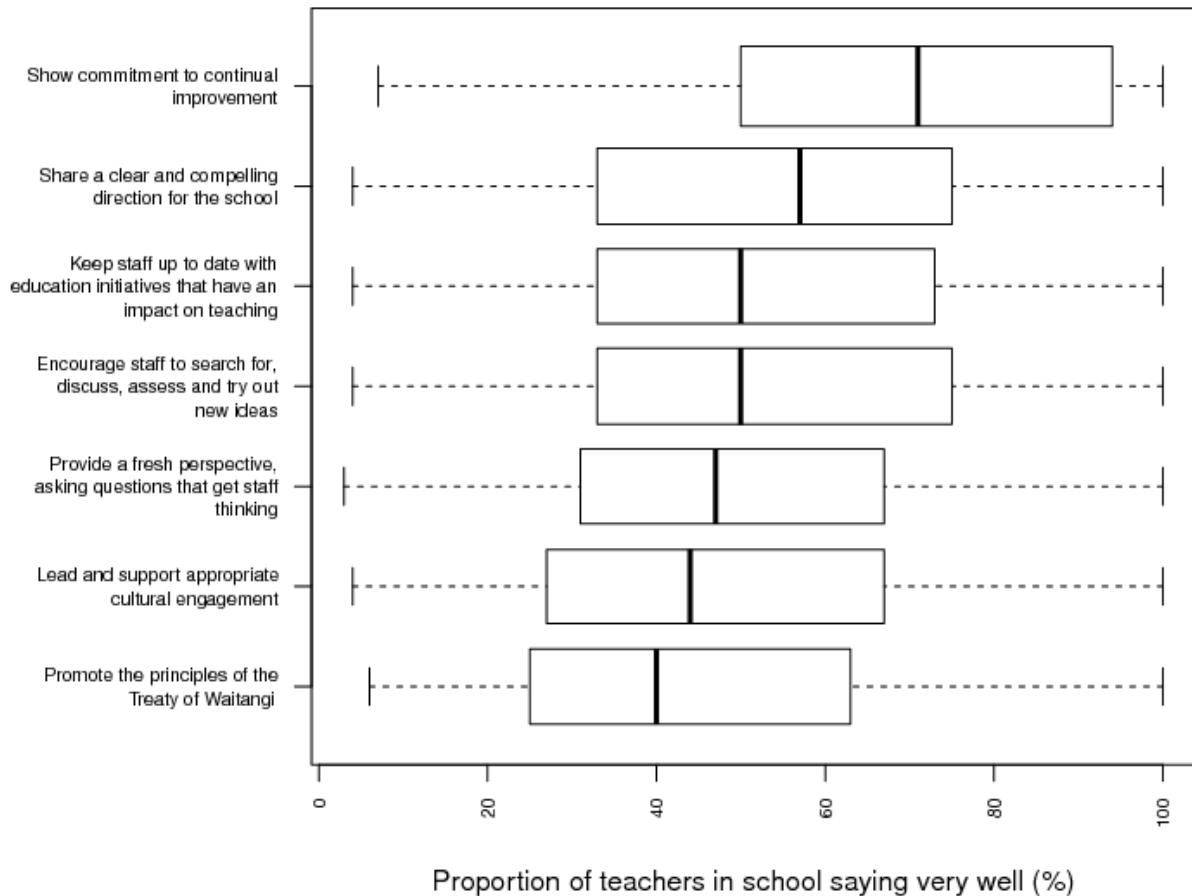 Show commitment to continual
improvement
Share a clear and compelling
direction for the school
Keep staff up to date with
education initiatives that have an
impact on teaching
Encourage staff to search for,
discuss, assess and try out
new ideas
Provide a fresh perspective,
asking questions that get staff
thinking
Lead and support appropriate
cultural engagement
Promote the principles of the
Treaty of Waitangi
0
20
40
60
80
100
Proportion of teachers in school saying very well (%)